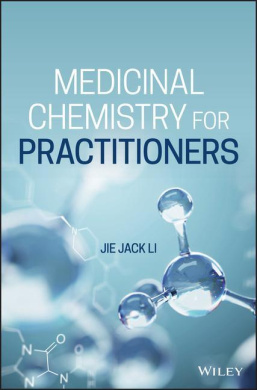 MEDICINAL
CHEMISTRY FOR
PRACTITIONERS
JIE JACK LI
O
N
N
WILEY